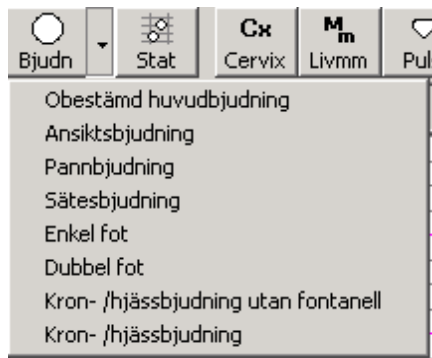 Cx Mm
Bjudn Stat Cervix Livmm Pul
Obestämd huvudbjudning
Ansiktsbjudning
Pannbjudning
Sätesbjudning
Enkel fot
Dubbel fot
Kron- /hjässbjudning utan fontanell
Kron- /hjässbjudning